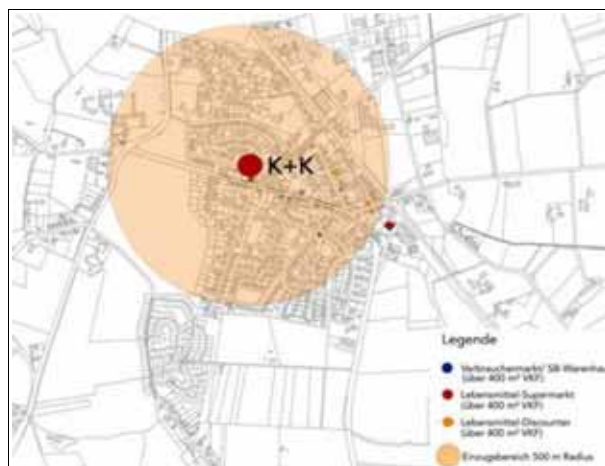 K+K
Legende
Verbrauchermarkt/ SB-Warenhau
(über 400 m² VKF)
Lebensmittel-Supermarkt
(über 400 m² VKF)
Lebensmittel-Discounter
(über 400 m² VKF)
Einzugsbereich 500 m Radius